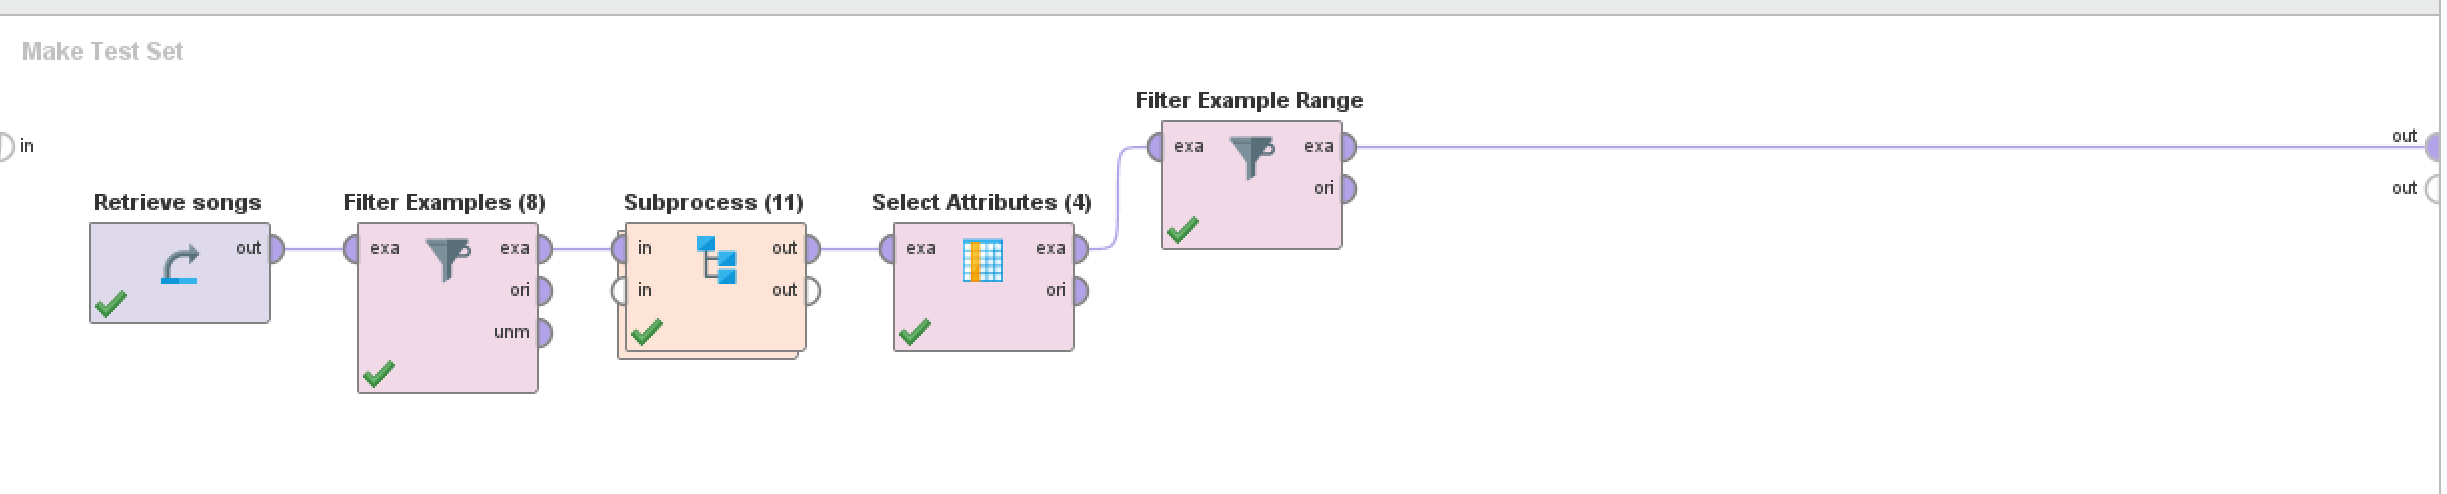 Make Test Set
Filter Example Range
in
exa
exa
out
ori
out
Retrieve songs
Filter Examples (8)
Subprocess (11)
Select Attributes (4)
out
exa
exa
in
out
exa
exa
ori
in
out
ori
unm